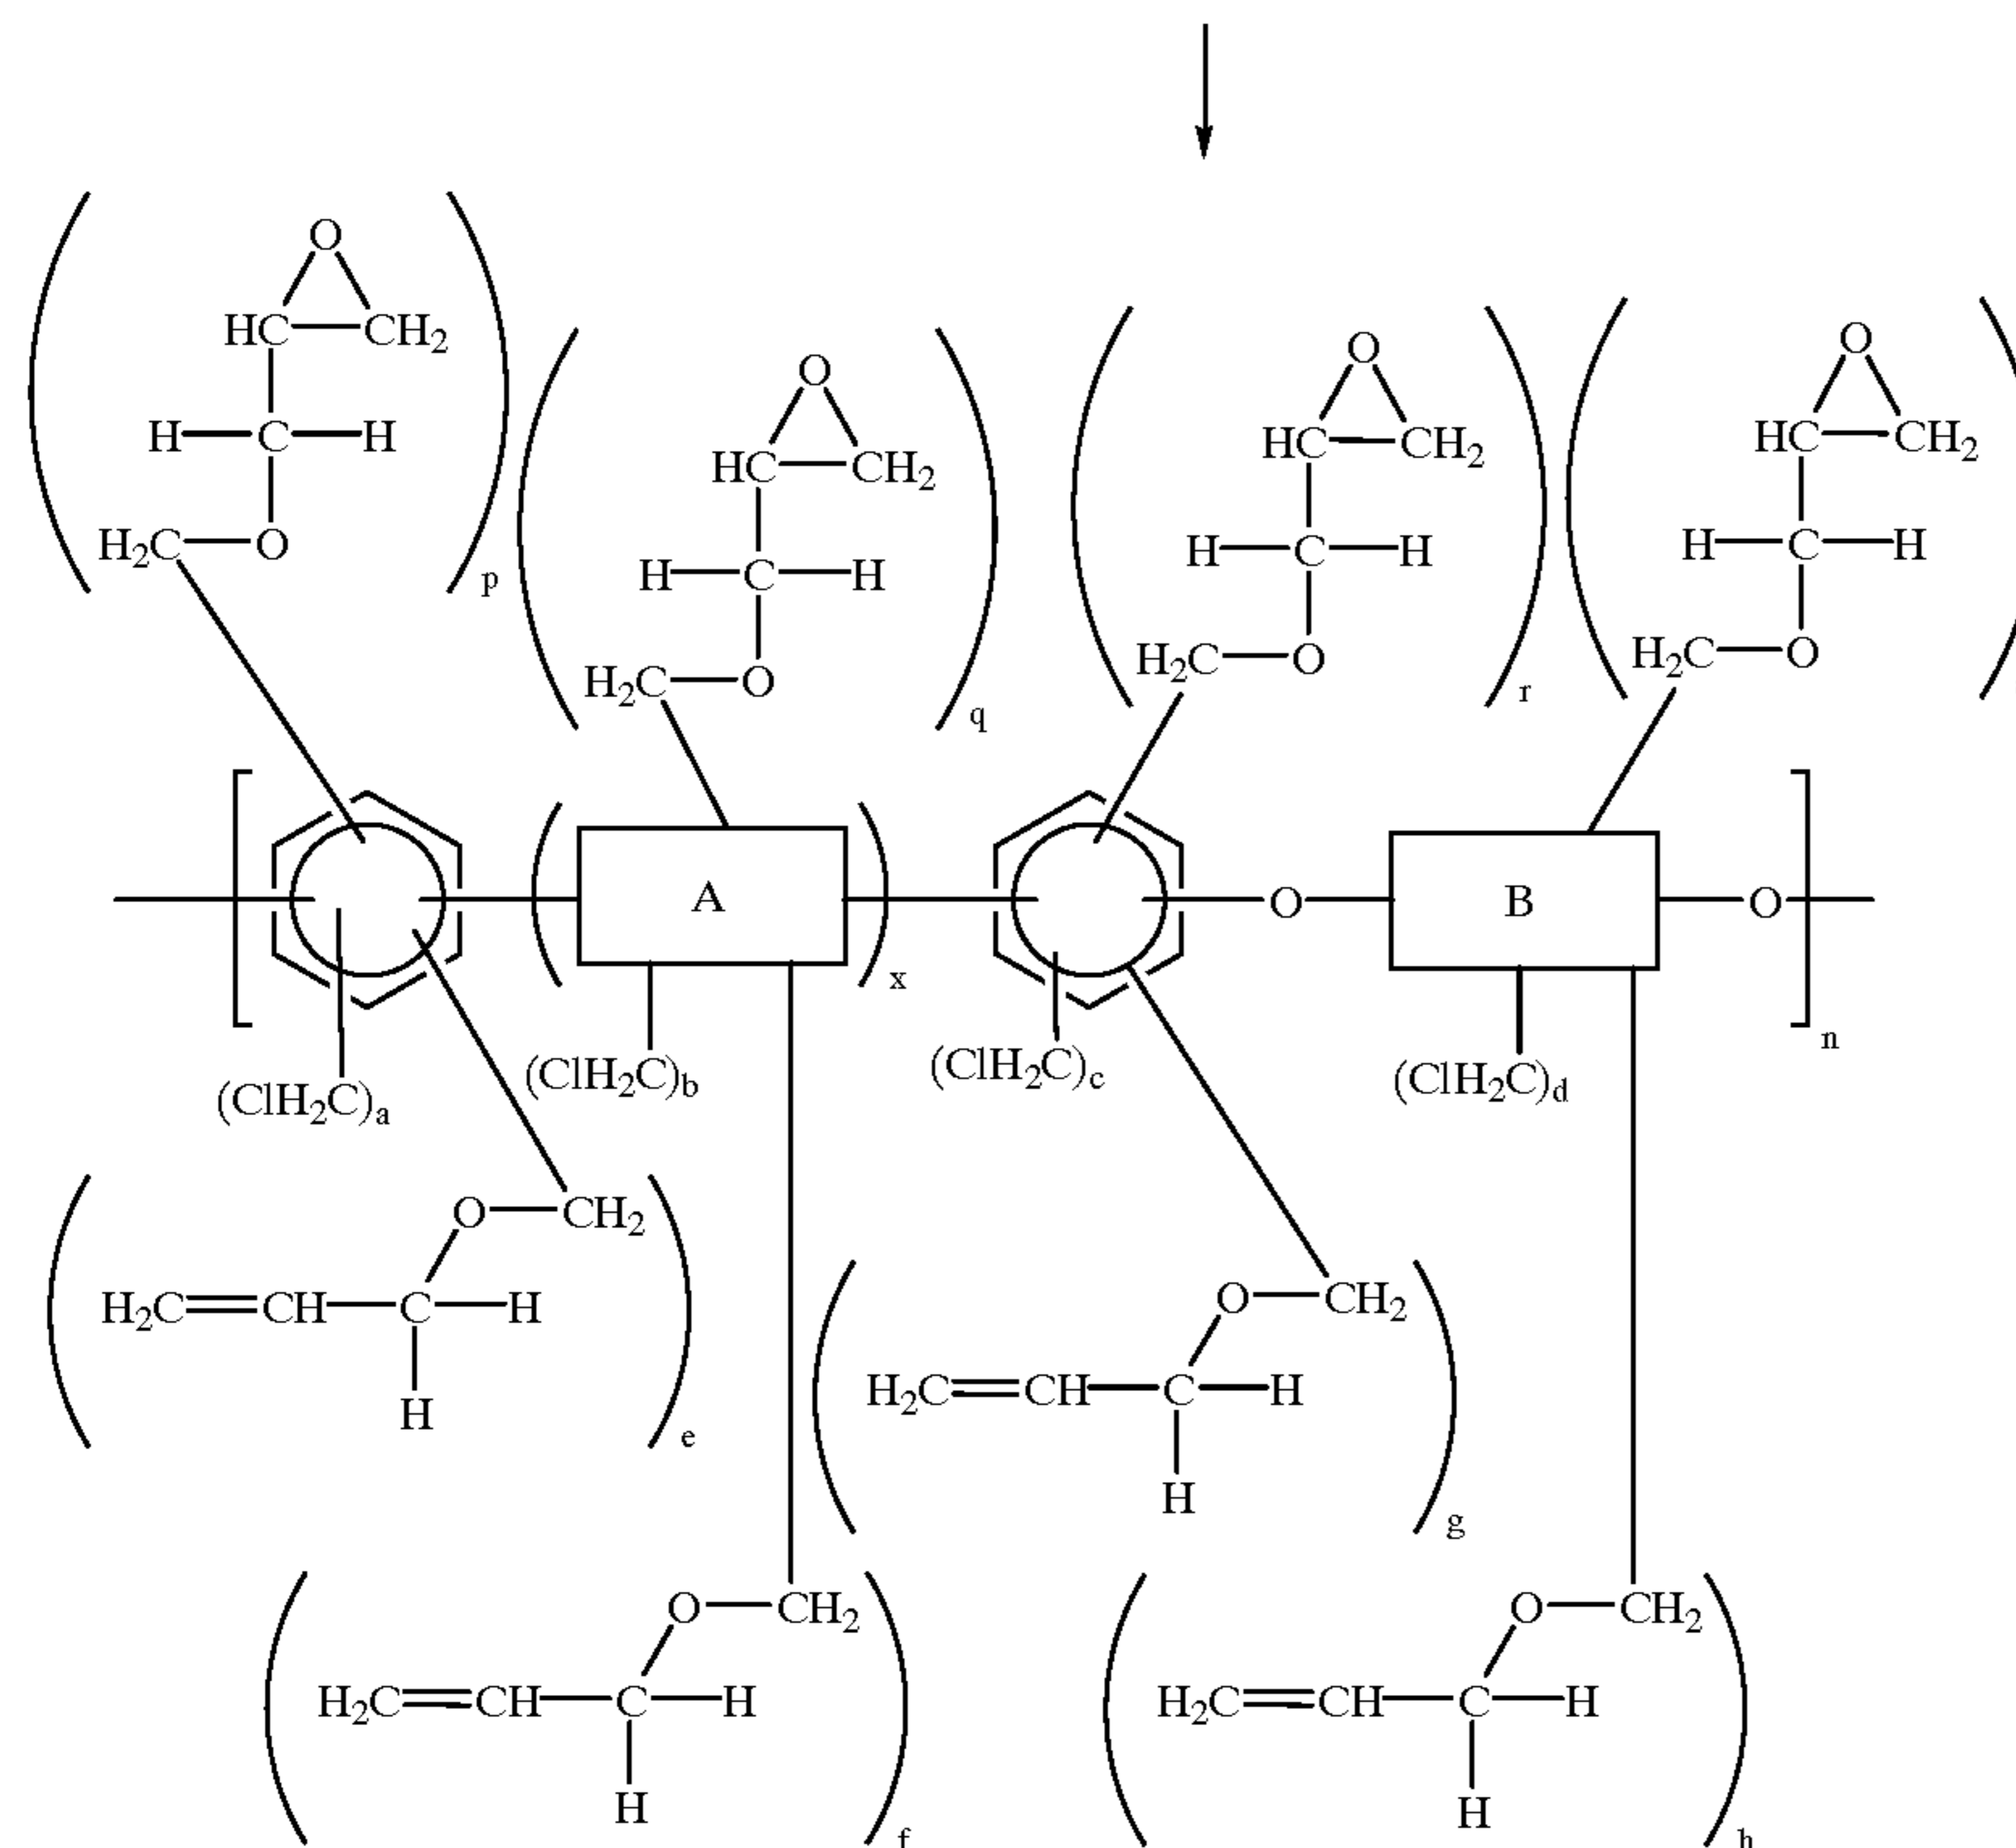 O O O O
HC CH2 HC CH2 HC CH2 HC CH2
H C H H C H H C H H C H
H2C O H2C O H2C O H2C O
p q r
A O B O
x n
(ClH2C)a (ClH2C)b (ClH2C)c (ClH2C)d
O CH2
H2C CH C H
H
e
O CH2
H2C CH C H
H
g
O CH2
H2C CH C H
H
f
O CH2
H2C CH C H
H
h